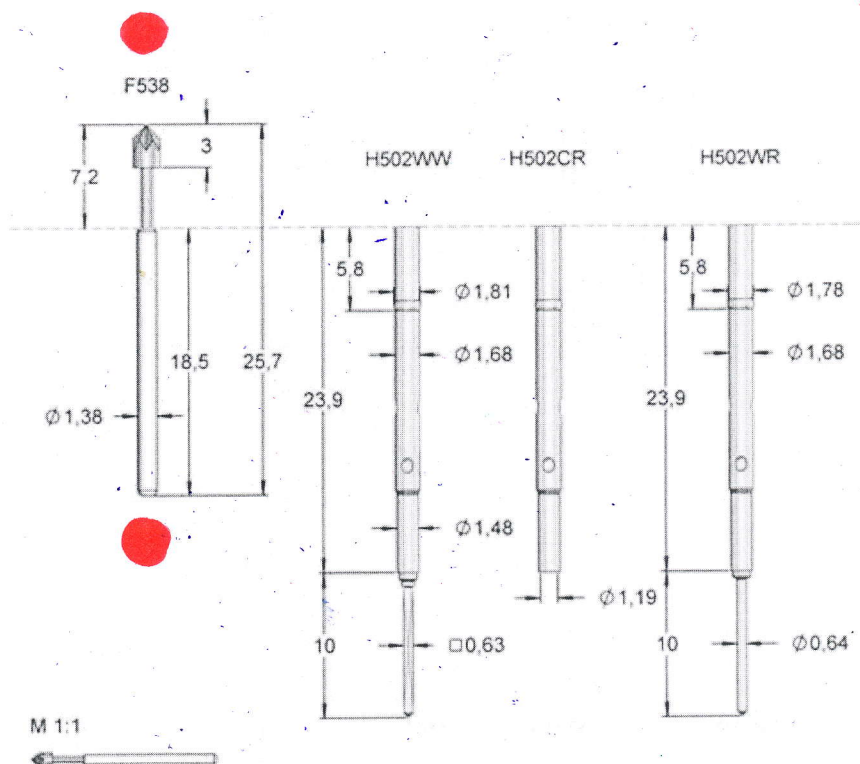 F538
3
7,2
H502WW
H502CR
H502WR
5,8
5,8
Ø1,81
Ø1,78
18,5
25,7
Ø1,68
Ø1,68
23,9
23,9
Ø1,38
Ø1,48
Ø1,19
10
□0,63
10
Ø0,64
M 1:1